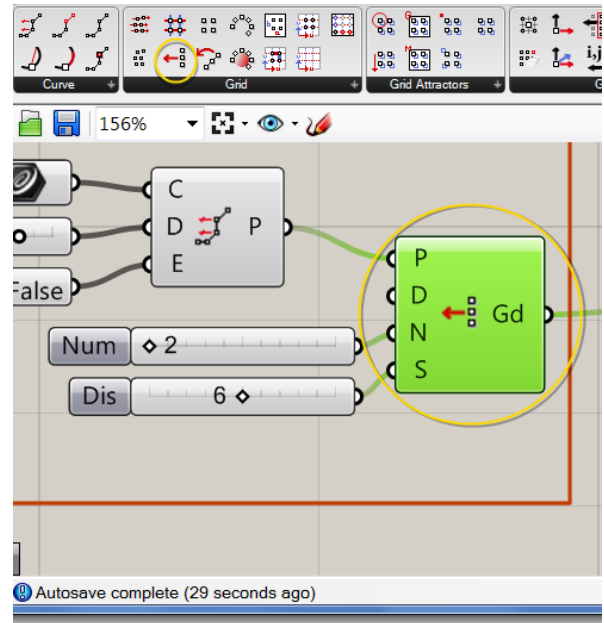 Curve
Grid
Grid Attractors
i,j
156%
C
D P
E
False
P
D Gd
N
S
Num 2
Dis 6
Autosave complete (29 seconds ago)